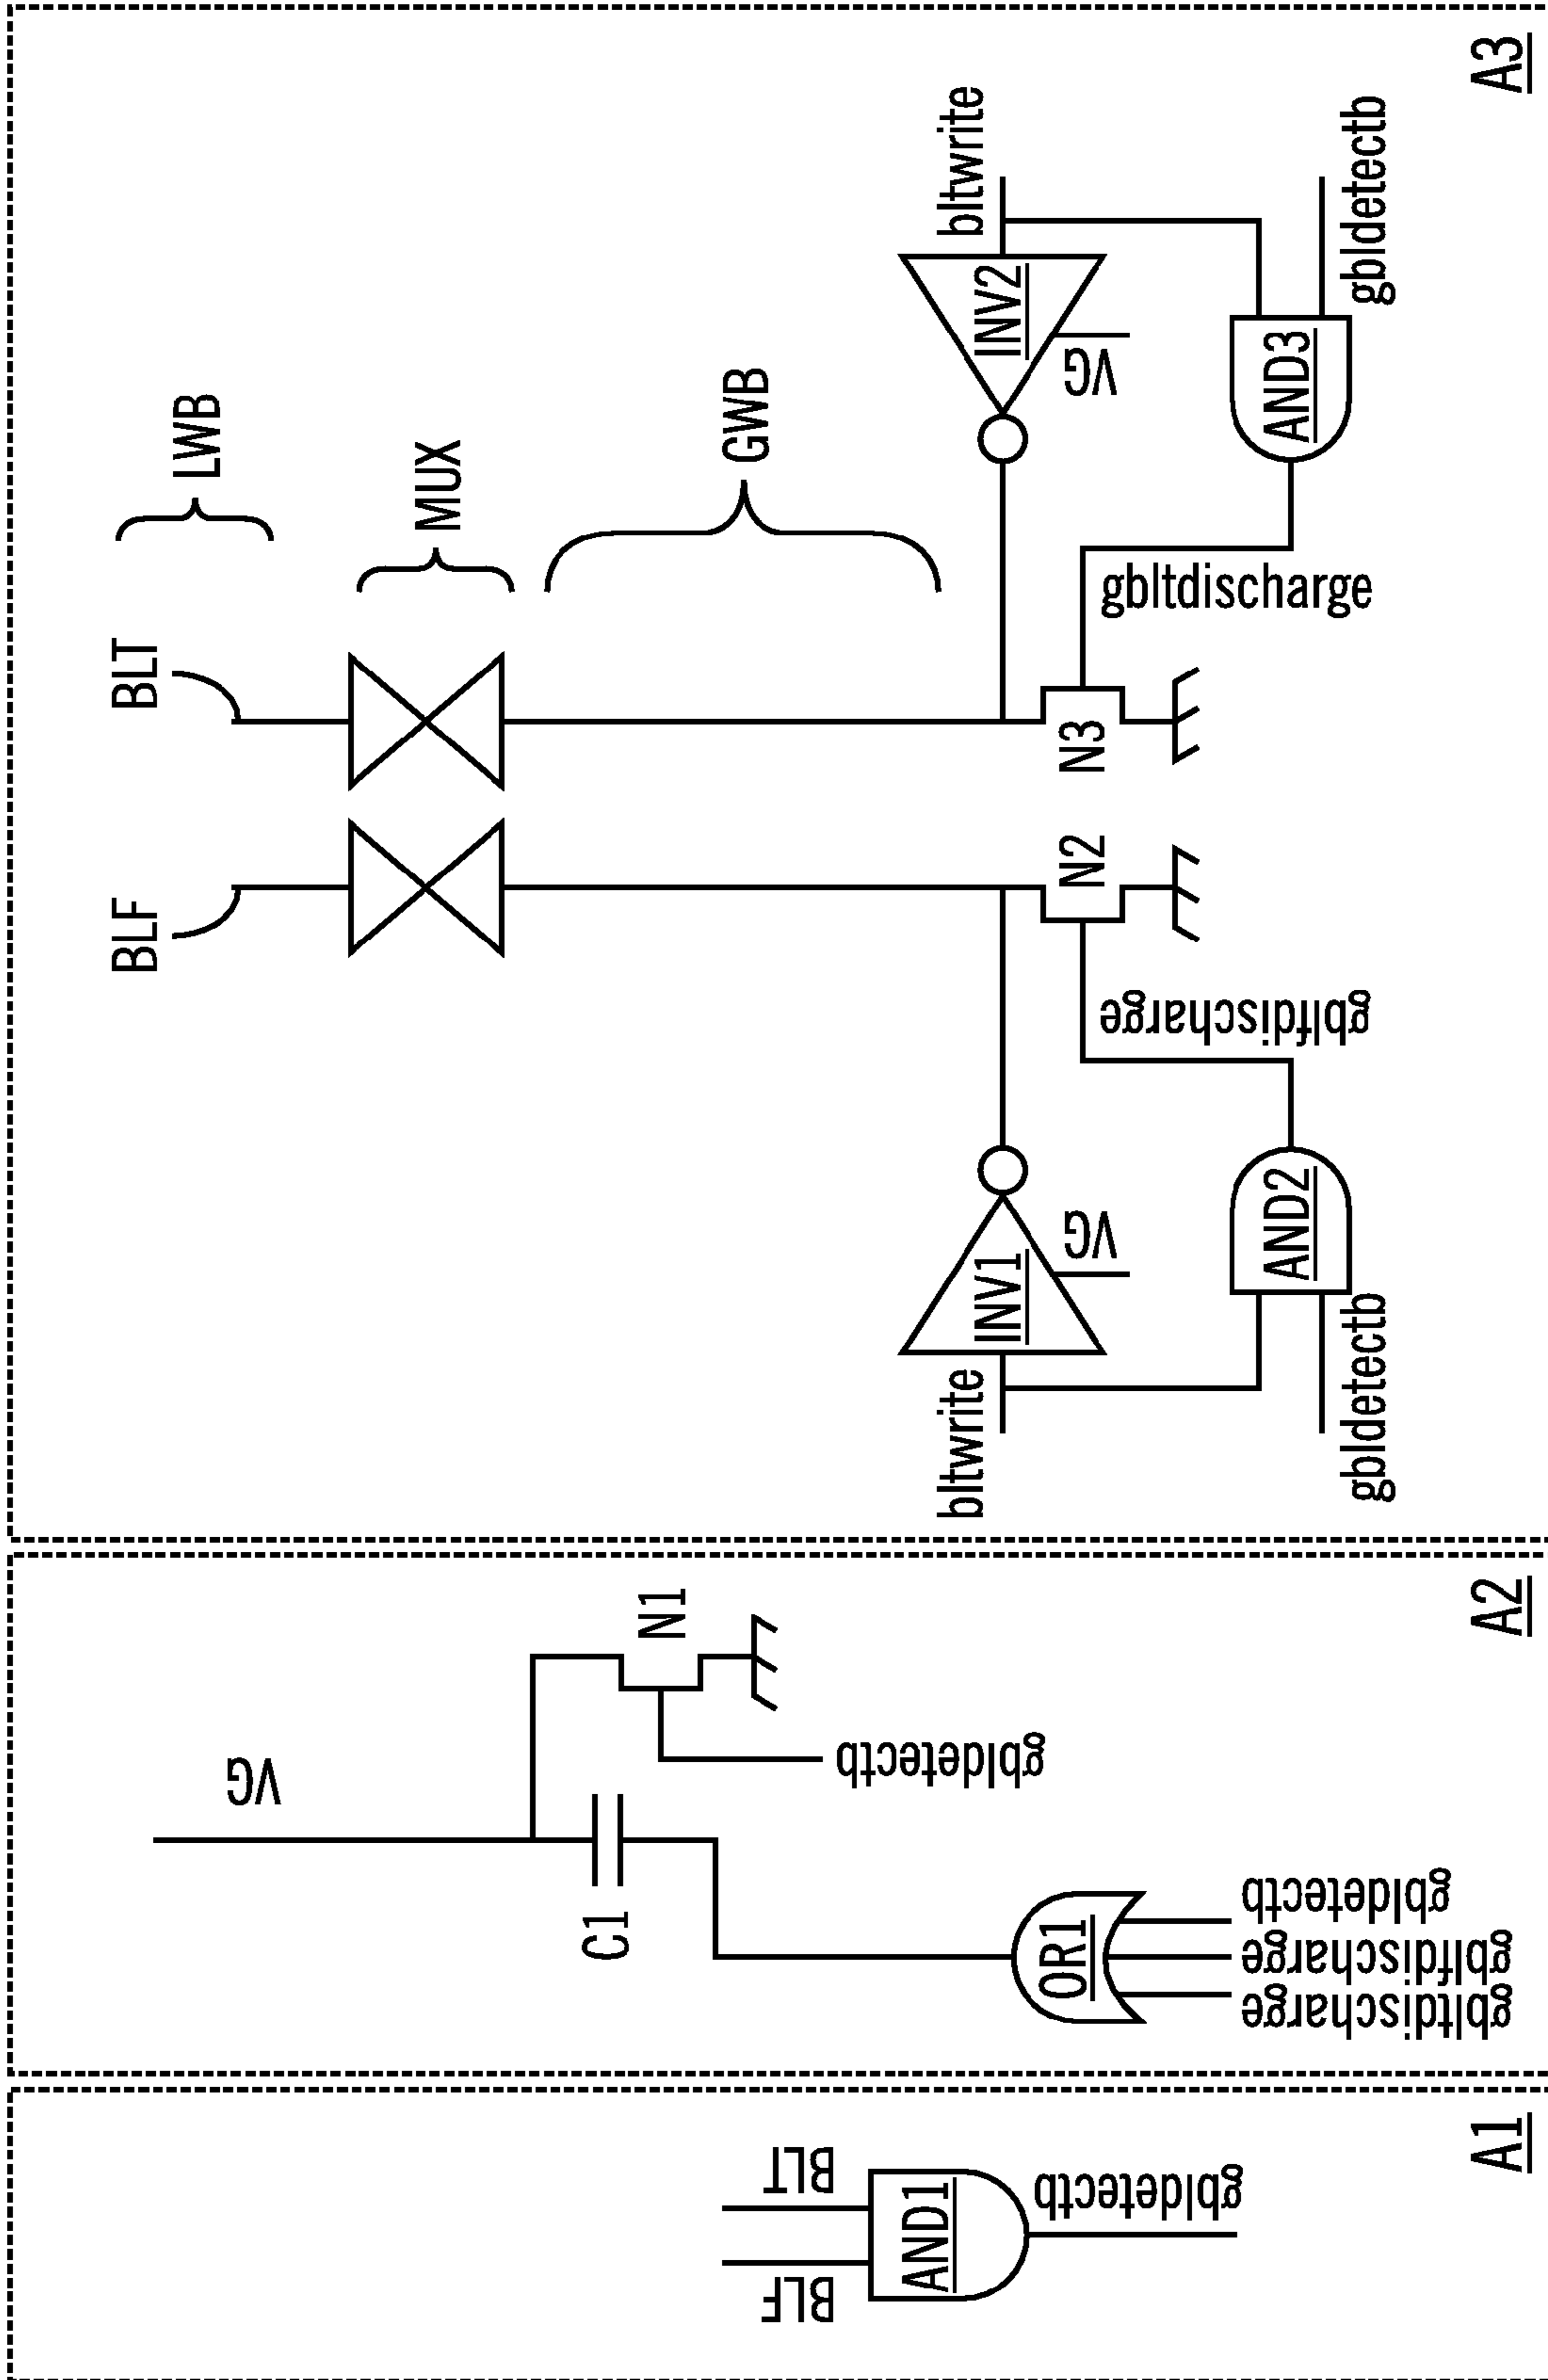 BLF
BLT
AND1
gbldetectb
A1
VG
C1
N1
gbldetectb
OR1
gbltdischarge
gblfdischarge
gbldetectb
A2
BLF
BLT
LWB
MUX
GWB
bltwrite
INV1
VG
INV2
VG
bltwrite
N2
N3
gblfdischarge
gbltdischarge
AND2
AND3
gbldetectb
gbldetectb
A3